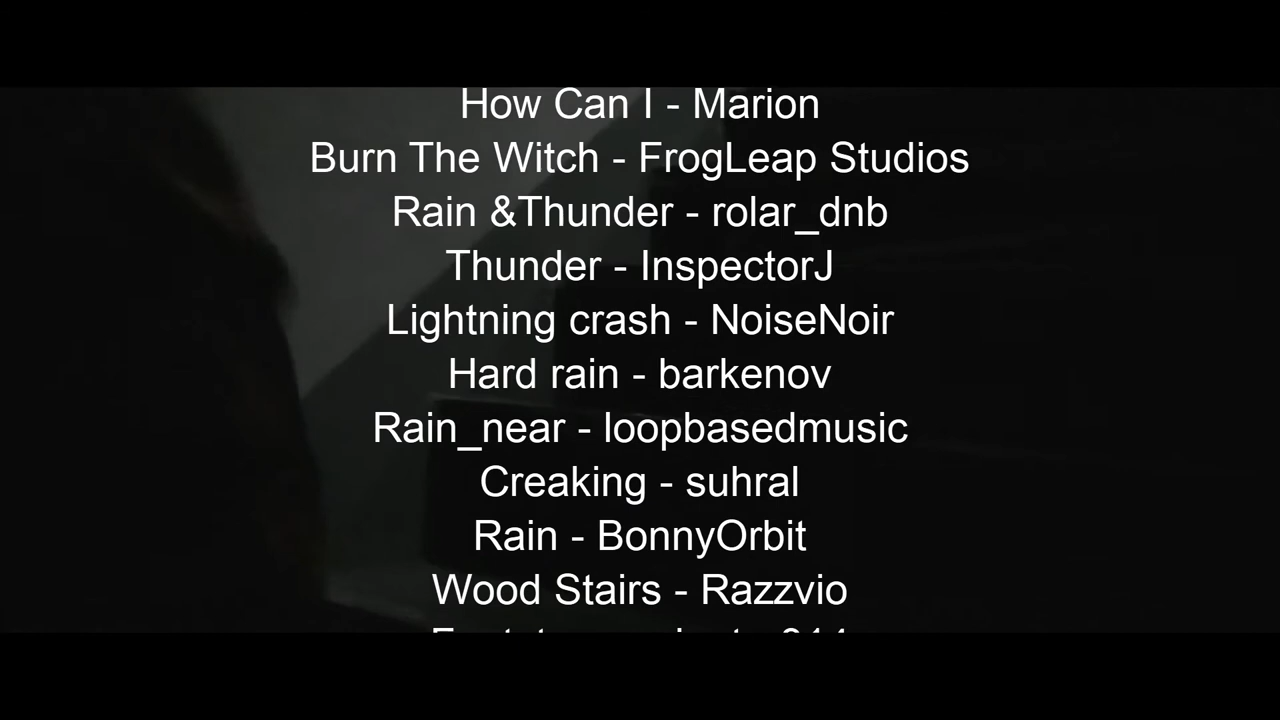 How Can I - Marion
Burn The Witch - FrogLeap Studios
Rain &Thunder - rolar_dnb
Thunder - InspectorJ
Lightning crash - NoiseNoir
Hard rain - barkenov
Rain_near - loopbasedmusic
Creaking - suhral
Rain - BonnyOrbit
Wood Stairs - Razzvio